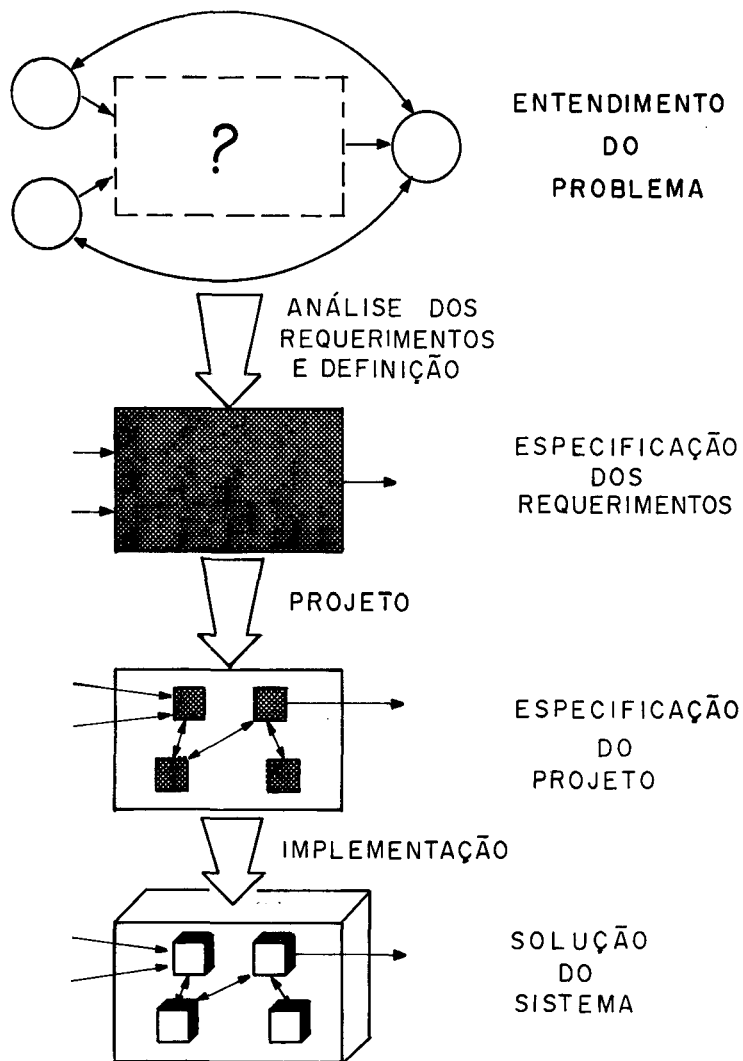 ?
ENTENDIMENTO
DO
PROBLEMA
ANÁLISE DOS
REQUERIMENTOS
E DEFINIÇÃO
ESPECIFICAÇÃO
DOS
REQUERIMENTOS
PROJETO
ESPECIFICAÇÃO
DO
PROJETO
IMPLEMENTAÇÃO
SOLUÇÃO
DO
SISTEMA